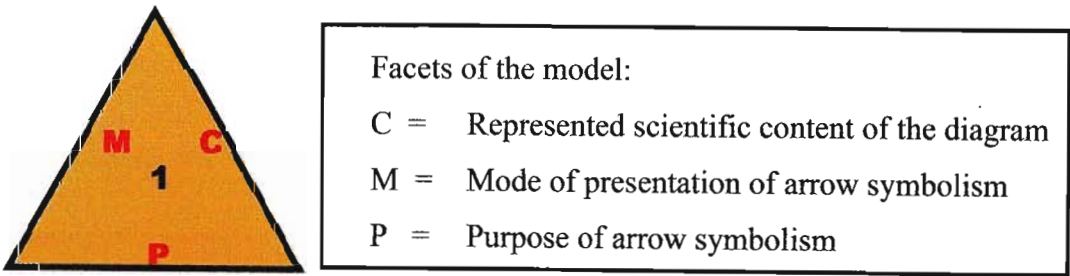 M C
1
P
Facets of the model:
C = Represented scientific content of the diagram
M = Mode of presentation of arrow symbolism
P = Purpose of arrow symbolism